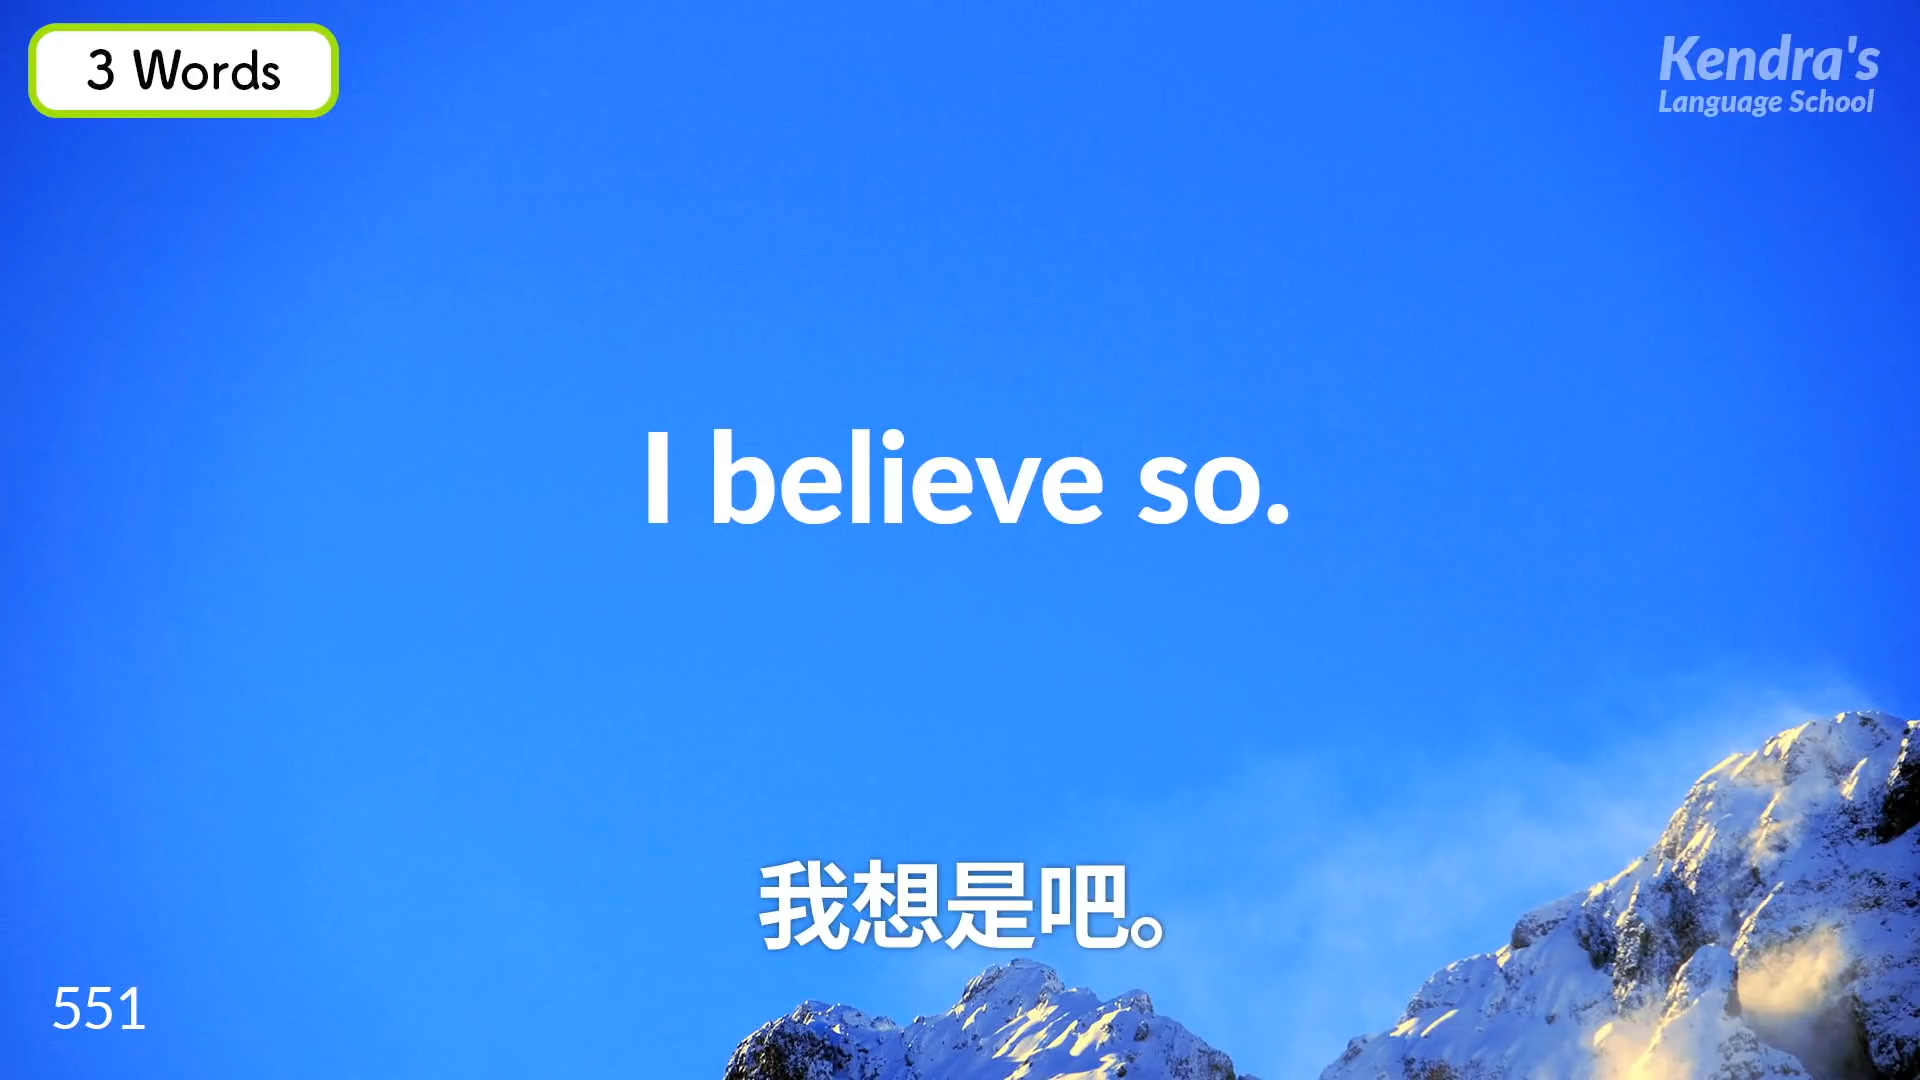 3 Words
Kendra's
Language School
I believe so.
我想是吧。
551